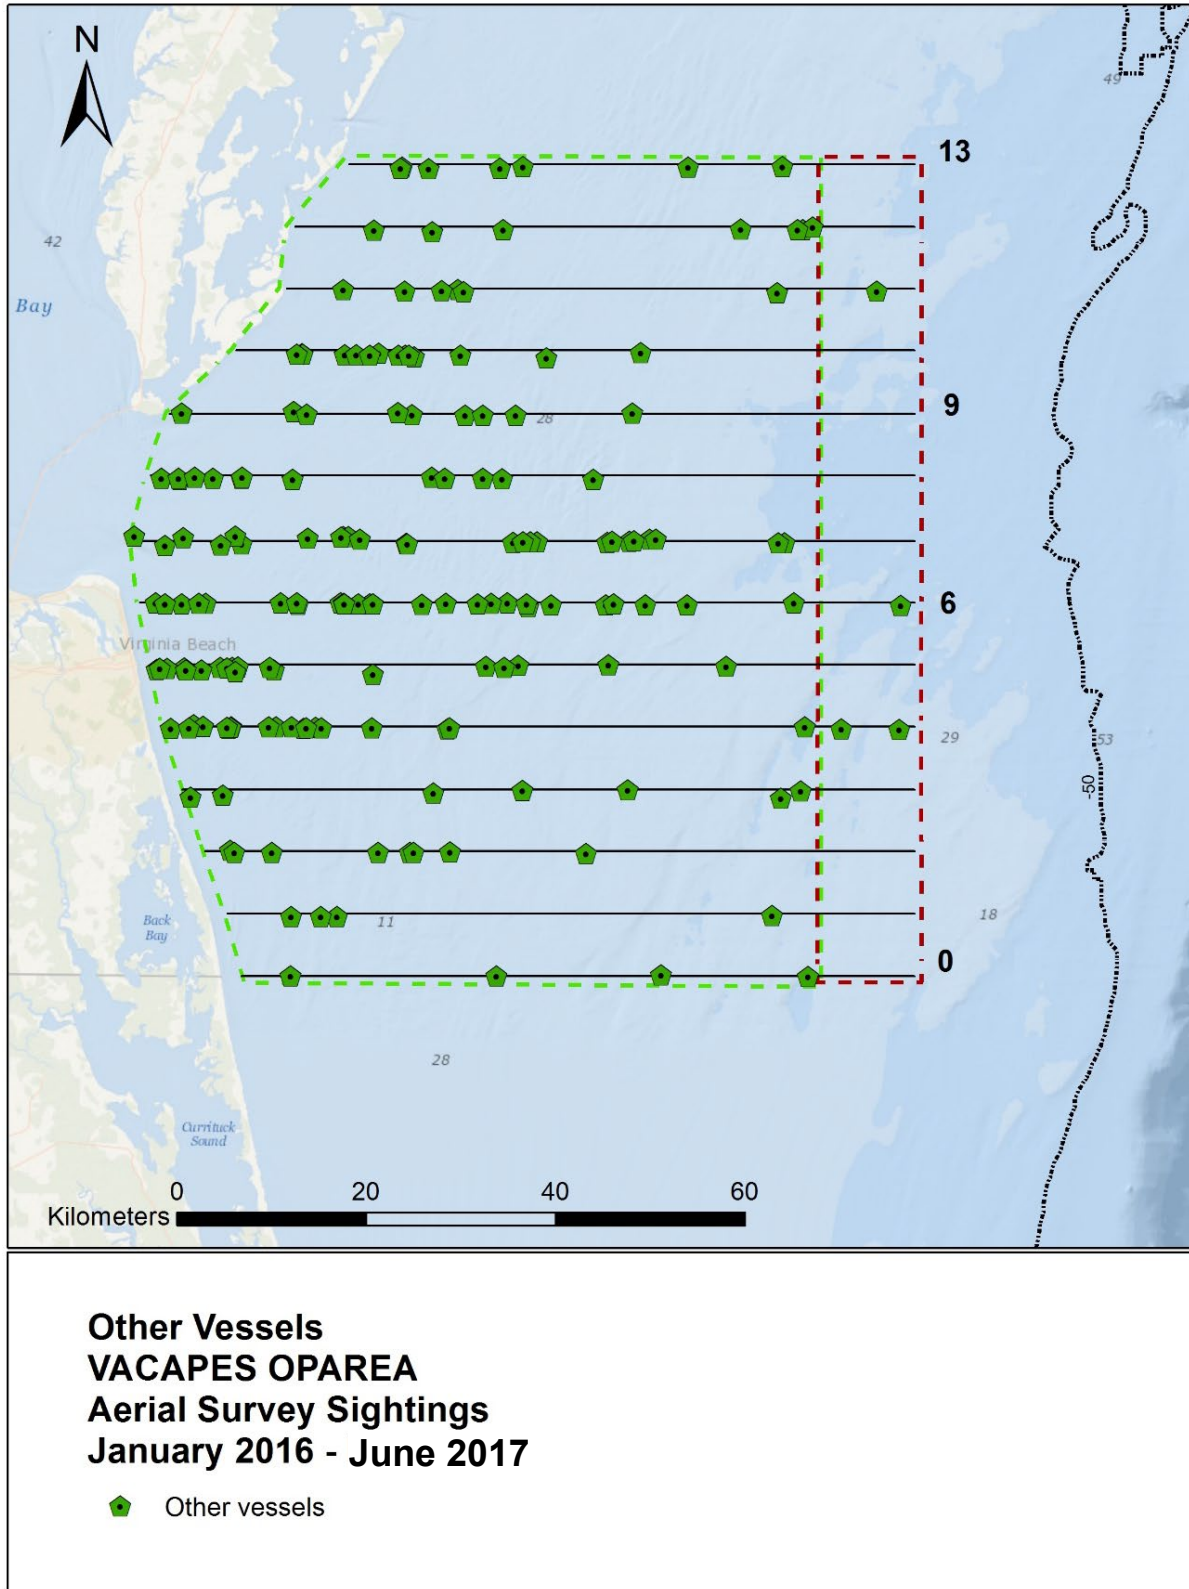 N
49
13
42
Bay
9
28
6
Virginia Beach
29
53
-50
Back
Bay
11
18
0
28
Currituck
Sound
0 20 40 60
Kilometers
Other Vessels
VACAPES OPAREA
Aerial Survey Sightings
January 2016 - June 2017
Other vessels